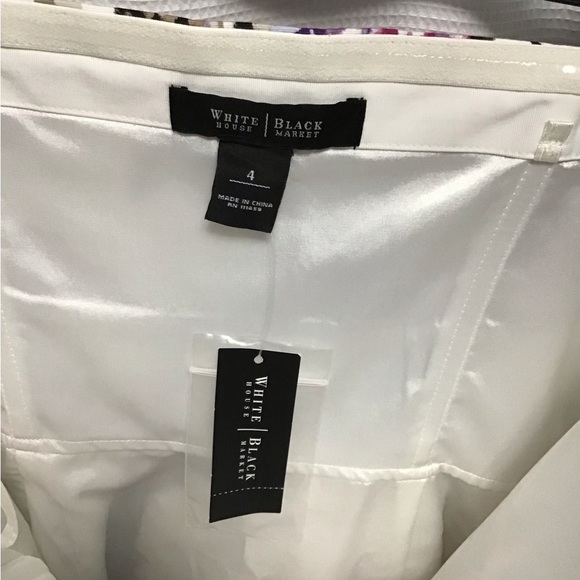 WHITE | BLACK
HOUSE | MARKET
4
MADE IN CHINA
WHITE | BLACK
HOUSE | MARKET